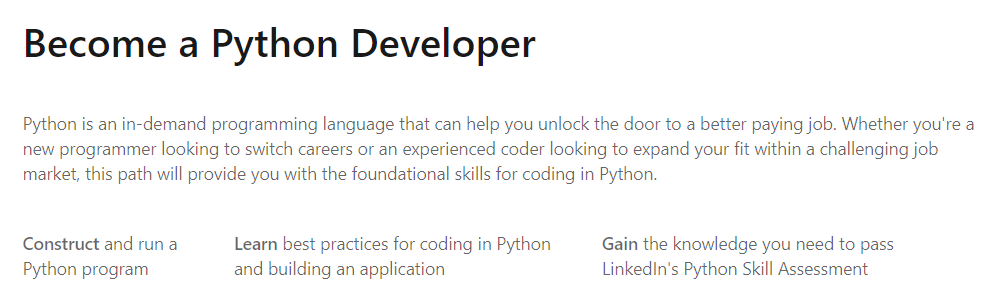 Become a Python Developer
Python is an in-demand programming language that can help you unlock the door to a better paying job. Whether you're a
new programmer looking to switch careers or an experienced coder looking to expand your fit within a challenging job
market, this path will provide you with the foundational skills for coding in Python.
Construct and run a
Python program
Learn best practices for coding in Python
and building an application
Gain the knowledge you need to pass
LinkedIn's Python Skill Assessment